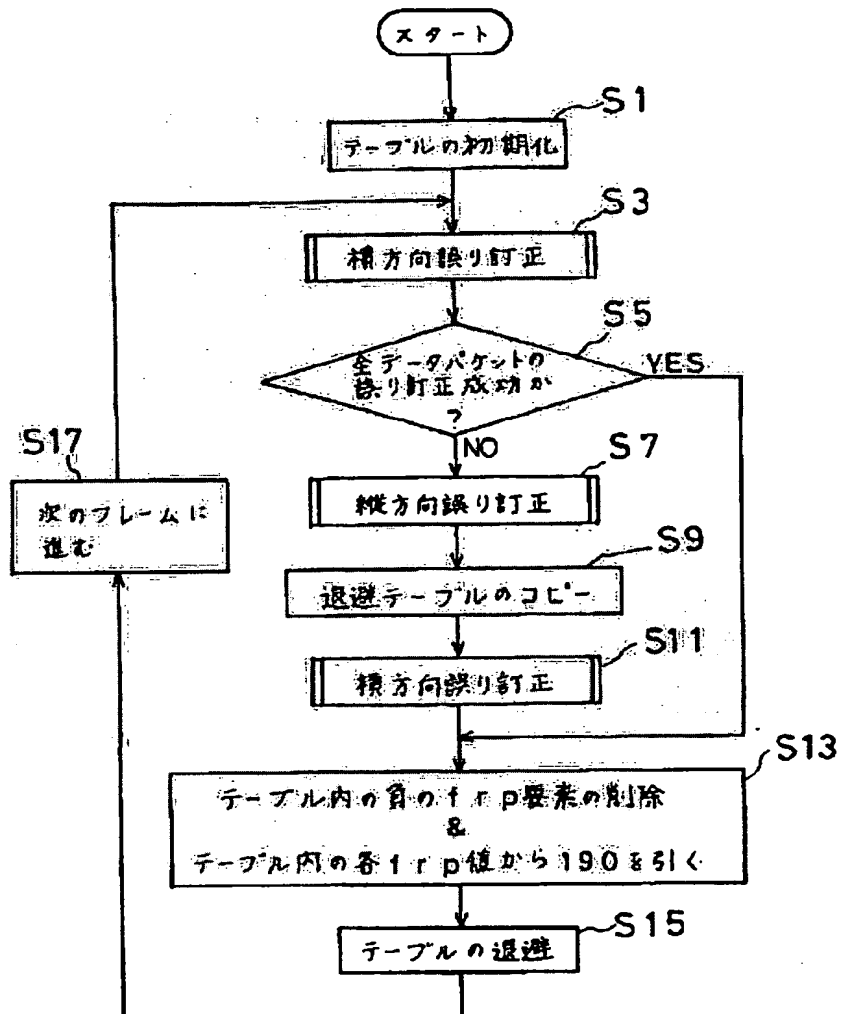 スタート
S1
テーブルの初期化
S3
横方向誤り訂正
S5
全データパケットの
誤り訂正成功か
?
YES
NO
S7
縦方向誤り訂正
S17
次のフレームに
進む
S9
退避テーブルのコピー
S11
横方向誤り訂正
S13
テーブル内の負のfrp要素の削除
&
テーブル内の各frp値から190を引く
S15
テーブルの退避